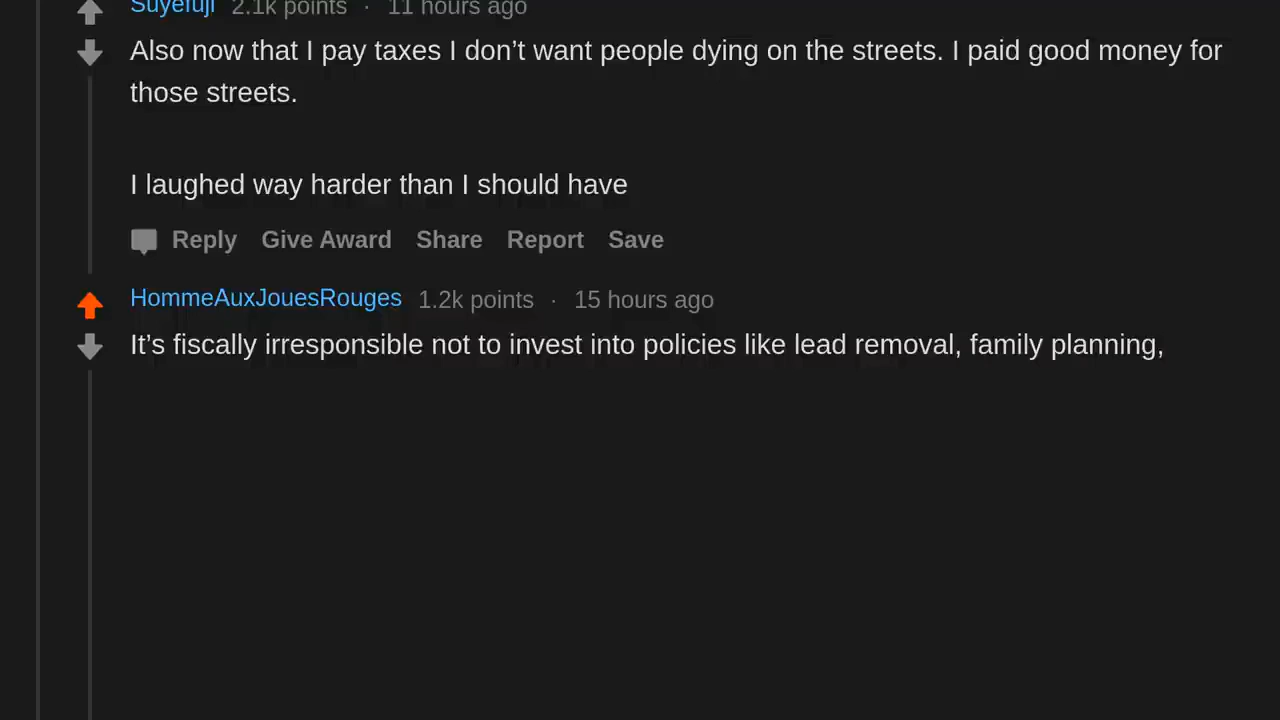 Suyefuji 2.1k points · 11 hours ago
Also now that I pay taxes I don’t want people dying on the streets. I paid good money for
those streets.
I laughed way harder than I should have
Reply Give Award Share Report Save
HommeAuxJouesRouges 1.2k points · 15 hours ago
It’s fiscally irresponsible not to invest into policies like lead removal, family planning,